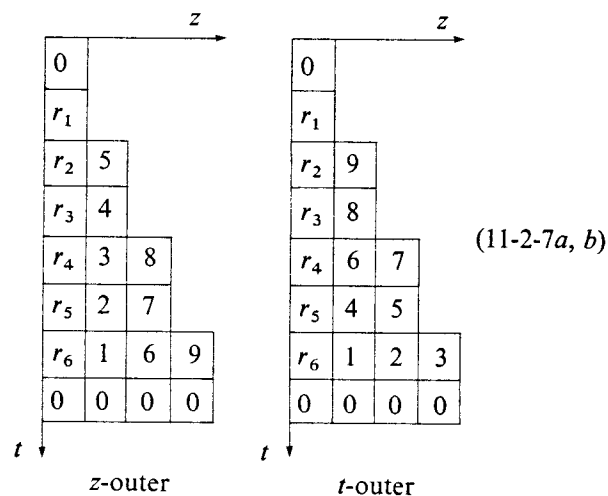 z z
0 0
r₁ r₁
r₂ 5 r₂ 9
r₃ 4 r₃ 8
r₄ 3 8 r₄ 6 7 (11-2-7a, b)
r₅ 2 7 r₅ 4 5
r₆ 1 6 9 r₆ 1 2 3
0 0 0 0 0 0 0 0
t t
z-outer t-outer